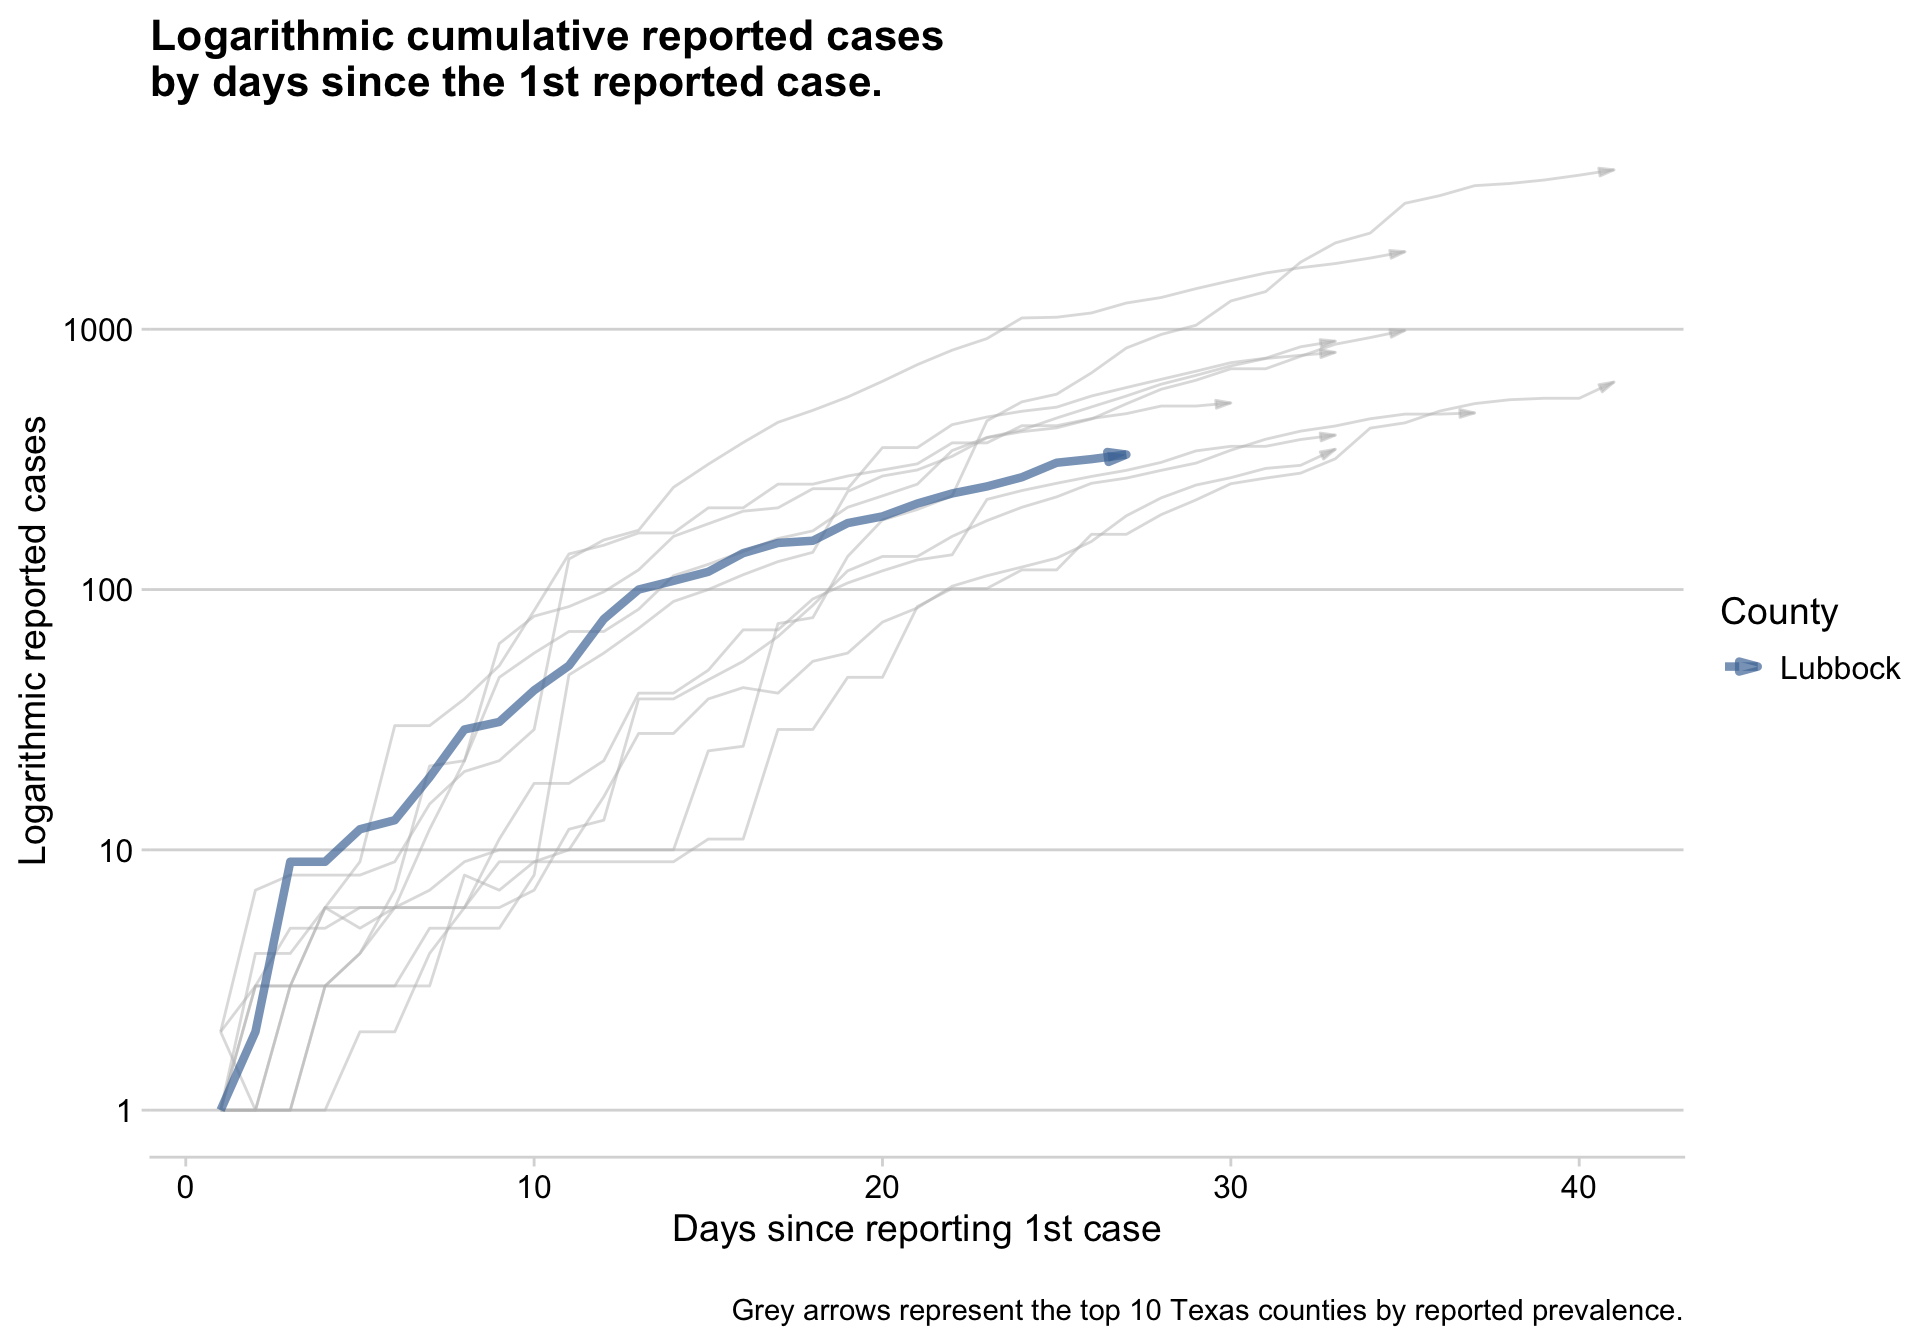 Logarithmic cumulative reported cases
by days since the 1st reported case.
Logarithmic reported cases
1000
100
10
1
0 10 20 30 40
Days since reporting 1st case
County
Lubbock
Grey arrows represent the top 10 Texas counties by reported prevalence.